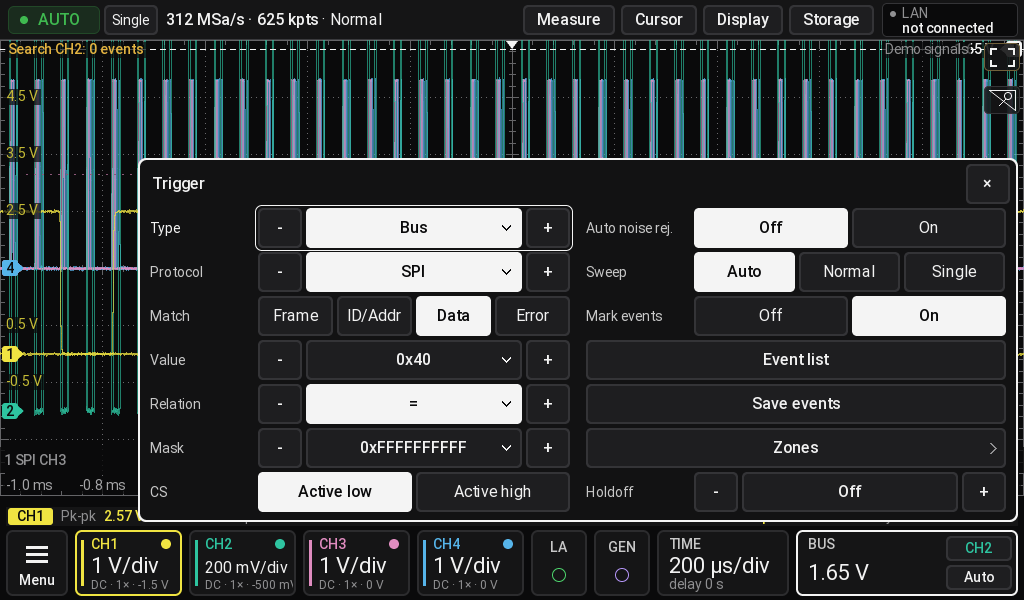 AUTO
Single
312 MSa/s · 625 kpts · Normal
Measure
Cursor
Display
Storage
LAN
not connected
Search CH2: 0 events
Demo signals
4.5 V
3.5 V
2.5 V
0.5 V
-0.5 V
4
1
2
1 SPI CH3
-1.0 ms
-0.8 ms
Trigger
×
Type
-
Bus
+
Auto noise rej.
Off
On
Protocol
-
SPI
+
Sweep
Auto
Normal
Single
Match
Frame
ID/Addr
Data
Error
Mark events
Off
On
Value
-
0x40
+
Event list
Relation
-
=
+
Save events
Mask
-
0xFFFFFFFFFF
+
Zones
CS
Active low
Active high
Holdoff
-
Off
+
CH1
Pk-pk
2.57 V
Menu
CH1
1 V/div
DC · 1× · -1.5 V
CH2
200 mV/div
DC · 1× · -500 mV
CH3
1 V/div
DC · 1× · 0 V
CH4
1 V/div
DC · 1× · 0 V
LA
GEN
TIME
200 µs/div
delay 0 s
BUS
1.65 V
CH2
Auto